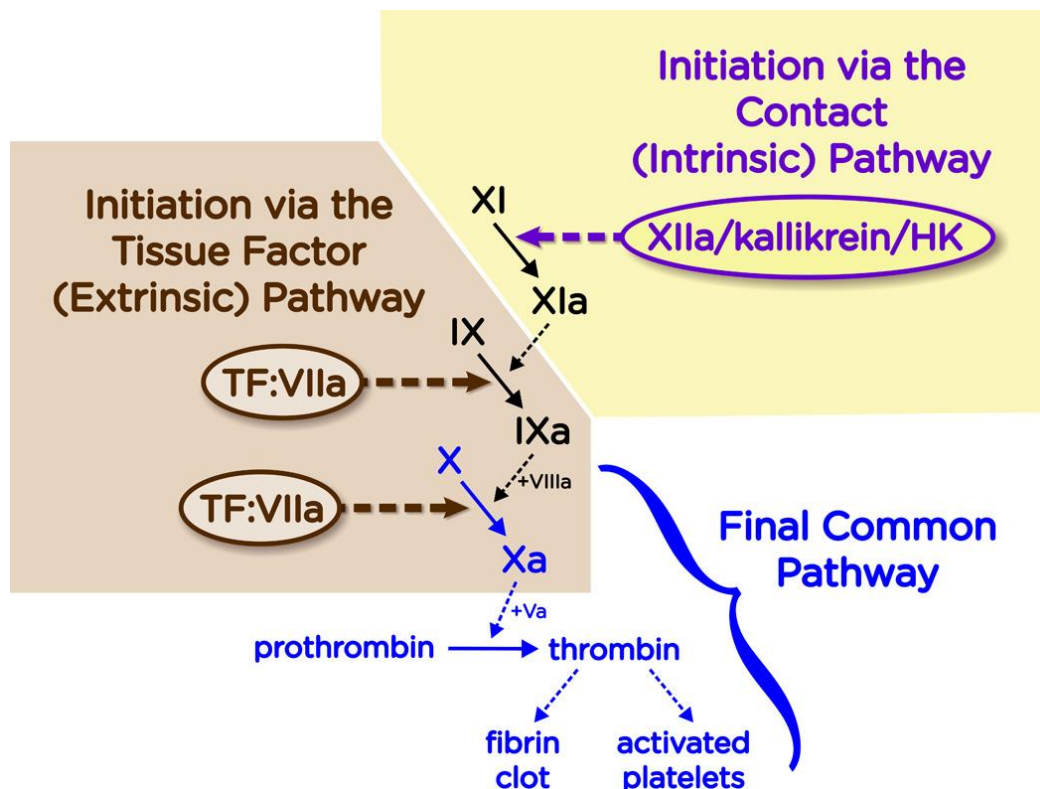 Initiation via the
Contact
(Intrinsic) Pathway
XIIa/kallikrein/HK
Initiation via the
Tissue Factor
(Extrinsic) Pathway
XI
XIa
IX
TF:VIIa
IXa
+VIIIa
X
TF:VIIa
Xa
+Va
Final Common
Pathway
prothrombin
thrombin
fibrin
clot
activated
platelets